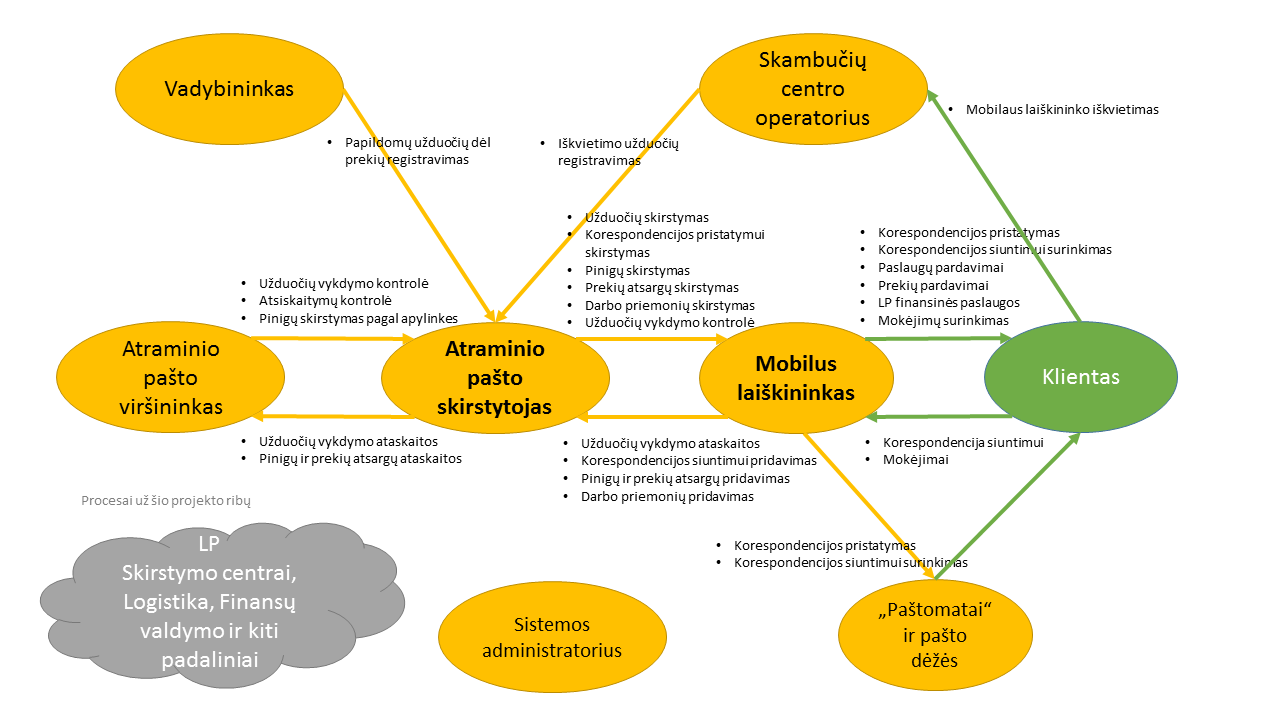 Vadybininkas
Skambučių
centro
operatorius
• Mobilaus laiškininko iškvietimas
• Papildomų užduočių dėl
prekių registravimas
• Iškvietimo užduočių
registravimas
• Užduočių skirstymas
• Korespondencijos pristatymui
skirstymas
• Pinigų skirstymas
• Prekių atsargų skirstymas
• Darbo priemonių skirstymas
• Užduočių vykdymo kontrolė
• Korespondencijos pristatymas
• Korespondencijos siuntimui surinkimas
• Paslaugų pardavimai
• Prekių pardavimai
• LP finansinės paslaugos
• Mokėjimų surinkimas
• Užduočių vykdymo kontrolė
• Atsiskaitymų kontrolė
• Pinigų skirstymas pagal apylinkes
Atraminio
pašto
viršininkas
Atraminio
pašto
skirstytojas
Mobilus
laiškininkas
Klientas
• Užduočių vykdymo ataskaitos
• Pinigų ir prekių atsargų ataskaitos
• Užduočių vykdymo ataskaitos
• Korespondencijos siuntimui pridavimas
• Pinigų ir prekių atsargų pridavimas
• Darbo priemonių pridavimas
• Korespondencija siuntimui
• Mokėjimai
Procesai už šio projekto ribų
LP
Skirstymo centrai,
Logistika, Finansų
valdymo ir kiti
padaliniai
• Korespondencijos pristatymas
• Korespondencijos siuntimui surinkimas
Sistemos
administratorius
„Paštomatai“
ir pašto
dėžės